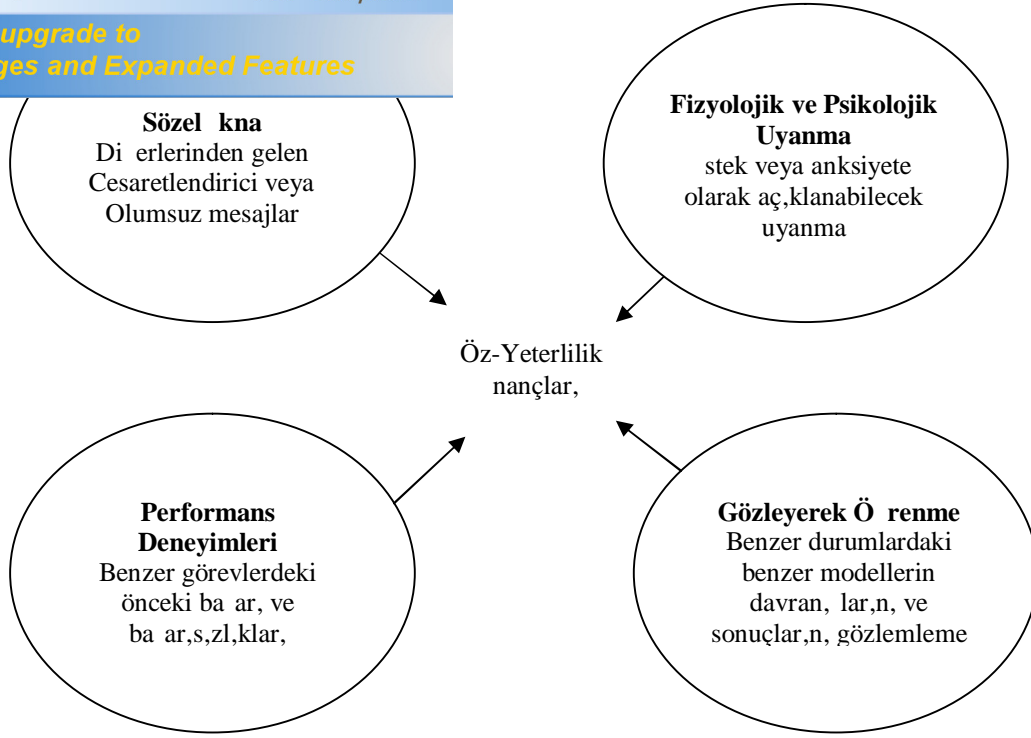 upgrade to
ges and Expanded Features
Sözel kna
Di erlerinden gelen
Cesaretlendirici veya
Olumsuz mesajlar
Fizyolojik ve Psikolojik
Uyanma
stek veya anksiyete
olarak aç,klanabilecek
uyanma
Öz-Yeterlilik
nançlar,
Performans
Deneyimleri
Benzer görevlerdeki
önceki ba ar, ve
ba ar,s,zl,klar,
Gözleyerek Ö renme
Benzer durumlardaki
benzer modellerin
davran, lar,n, ve
sonuçlar,n, gözlemleme